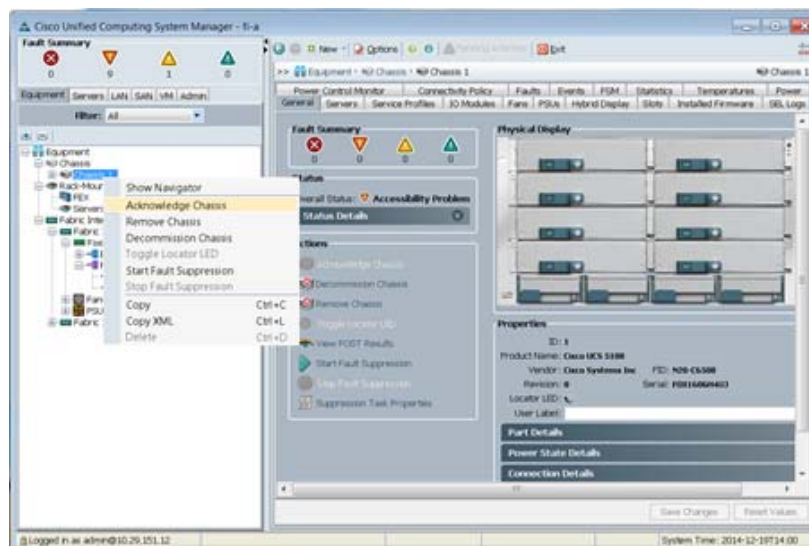 Cisco Unified Computing System Manager - fi-a
Fault Summary
0 9 1 0
New Options Exit
>> Equipment Chassis Chassis 1
Chassis 1
Equipment Servers LAN SAN VM Admin
Filter: All
Equipment
Chassis
Chassis 1
FEX
Servers
Fabric
Fabric
Show Navigator
Acknowledge Chassis
Remove Chassis
Decommission Chassis
Toggle Locator LED
Start Fault Suppression
Stop Fault Suppression
Copy Ctrl+C
Copy XML Ctrl+L
Delete Ctrl+D
Power Control Monitor Connectivity Policy Faults Events FSM Statistics Temperatures Power
General Servers Service Profiles IO Modules Fans PSUs Hybrid Display Slots Installed Firmware SEL Logs
Fault Summary
0 0 0 0
Status
Overall Status: Accessibility Problem
Status Details
Actions
Acknowledge Chassis
Decommission Chassis
Remove Chassis
Toggle Locator LED
View POST Results
Start Fault Suppression
Stop Fault Suppression
Suppression Task Properties
Physical Display
Properties
ID: 1
Product Name: Cisco UCS 5108
Vendor: Cisco Systems Inc PID: N20-C6508
Revision: 0 Serial:
Locator LED:
User Label:
Part Details
Power State Details
Connection Details
Save Changes Reset Values
Logged in as admin@10.29.151.12
System Time: 2014-12-19T14:00